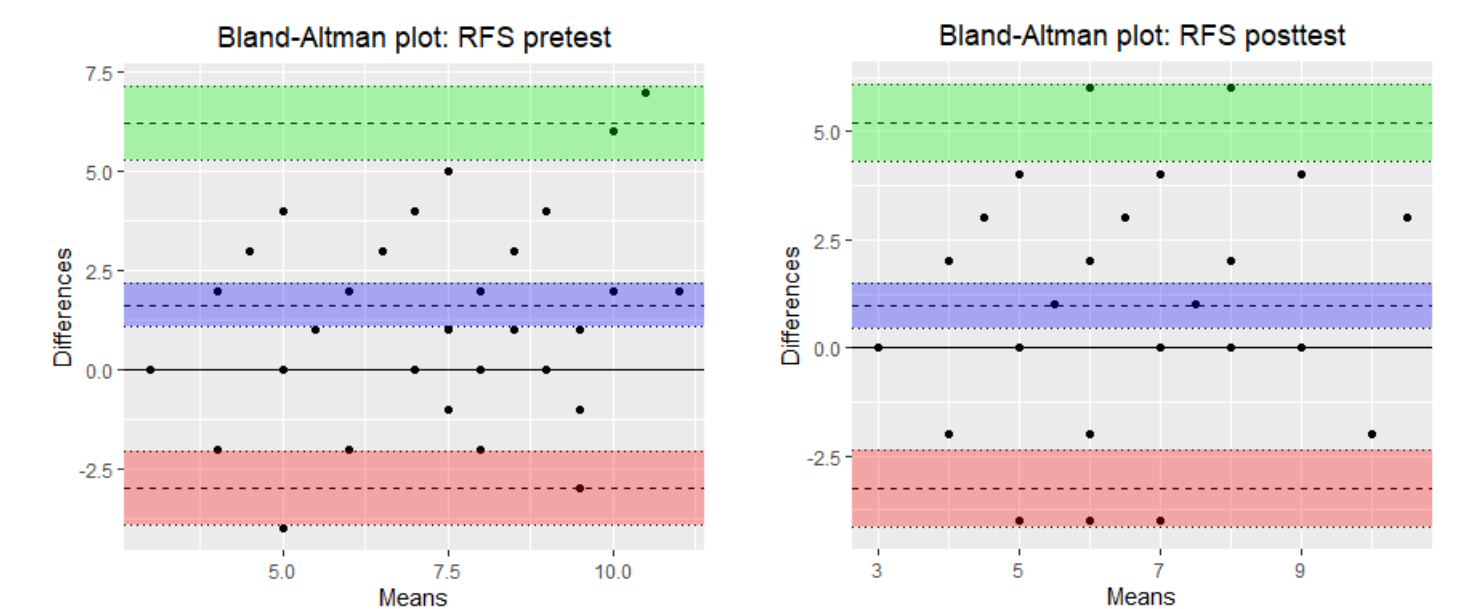 Bland-Altman plot: RFS pretest
7.5
5.0
2.5
0.0
-2.5
Differences
5.0 7.5 10.0
Means
Bland-Altman plot: RFS posttest
5.0
2.5
0.0
-2.5
Differences
3 5 7 9
Means